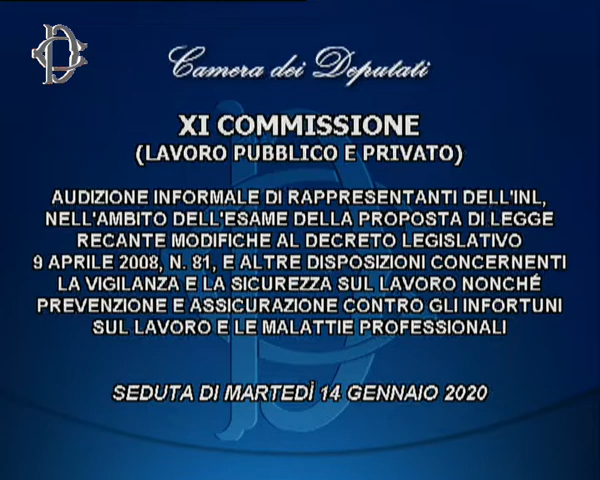 Camera dei Deputati
XI COMMISSIONE
(LAVORO PUBBLICO E PRIVATO)
AUDIZIONE INFORMALE DI RAPPRESENTANTI DELL'INL,
NELL'AMBITO DELL'ESAME DELLA PROPOSTA DI LEGGE
RECANTE MODIFICHE AL DECRETO LEGISLATIVO
9 APRILE 2008, N. 81, E ALTRE DISPOSIZIONI CONCERNENTI
LA VIGILANZA E LA SICUREZZA SUL LAVORO NONCHÉ
PREVENZIONE E ASSICURAZIONE CONTRO GLI INFORTUNI
SUL LAVORO E LE MALATTIE PROFESSIONALI
SEDUTA DI MARTEDÌ 14 GENNAIO 2020